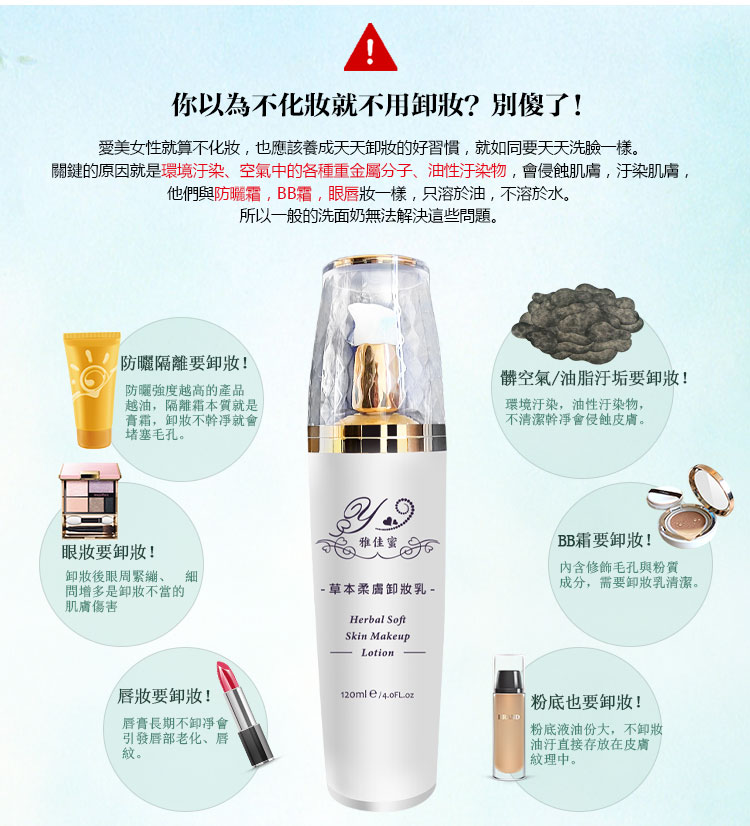 你以為不化妝就不用卸妝? 別傻了!
愛美女性就算不化妝，也應該養成天天卸妝的好習慣，就如同要天天洗臉一樣。
關鍵的原因就是環境汙染、空氣中的各種重金屬分子、油性汙染物，會侵蝕肌膚，汙染肌膚，
他們與防曬霜，BB霜，眼唇妝一樣，只溶於油，不溶於水。
所以一般的洗面奶無法解決這些問題。
防曬隔離要卸妝！
防曬強度越高的產品
越油，隔離霜本質就是
膏霜，卸妝不幹凈就會
堵塞毛孔。
髒空氣/油脂汙垢要卸妝！
環境汙染，油性汙染物，
不清潔幹凈會侵蝕皮膚。
眼妝要卸妝！
卸妝後眼周緊繃、 細
問增多是卸妝不當的
肌膚傷害
BB霜要卸妝！
內含修飾毛孔與粉質
成分，需要卸妝乳清潔。
唇妝要卸妝！
唇膏長期不卸凈會
引發唇部老化、唇
紋。
粉底也要卸妝！
粉底液油份大，不卸妝
油汙直接存放在皮膚
紋理中。
雅佳蜜
-草本柔膚卸妝乳-
Herbal Soft
Skin Makeup
Lotion
120ml e /4.0FL.oz